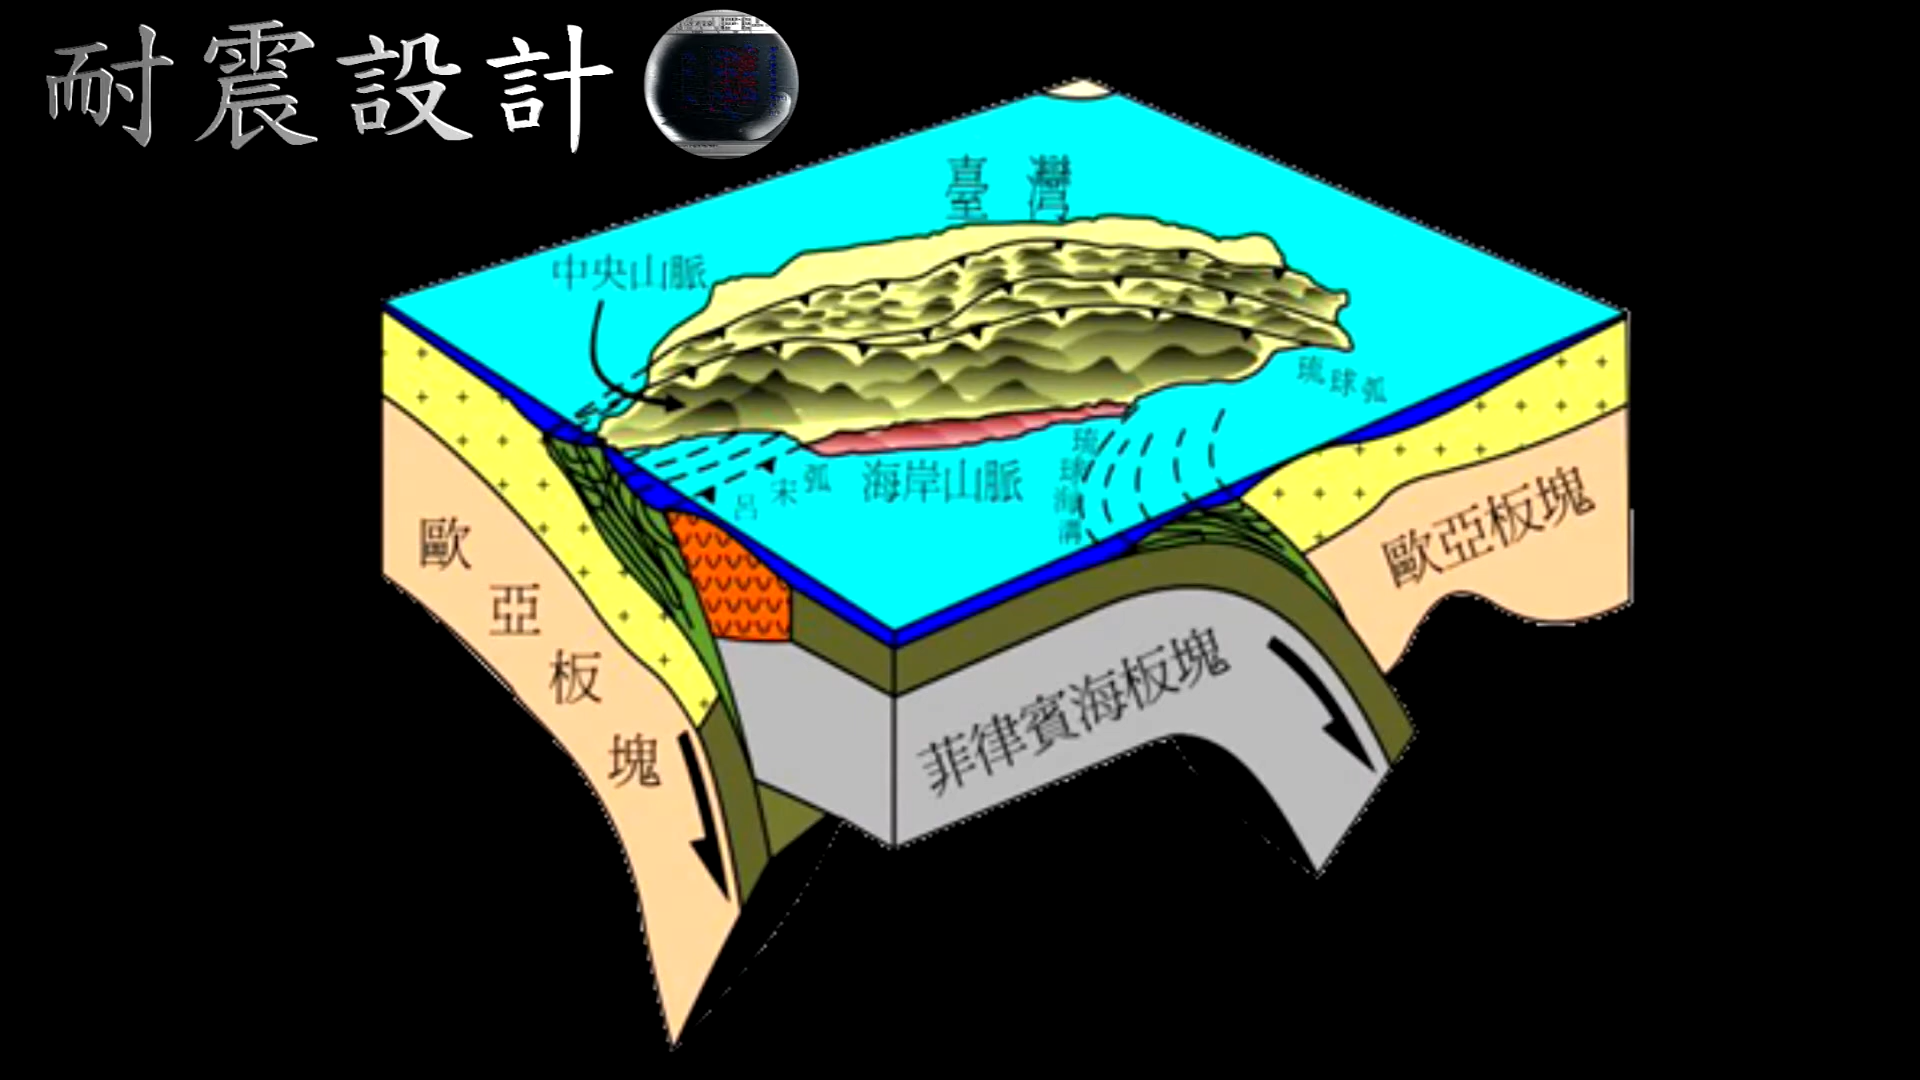 耐震設計
臺灣
中央山脈
琉球弧
琉球海溝
海岸山脈
呂宋弧
歐亞板塊
歐亞板塊
菲律賓海板塊